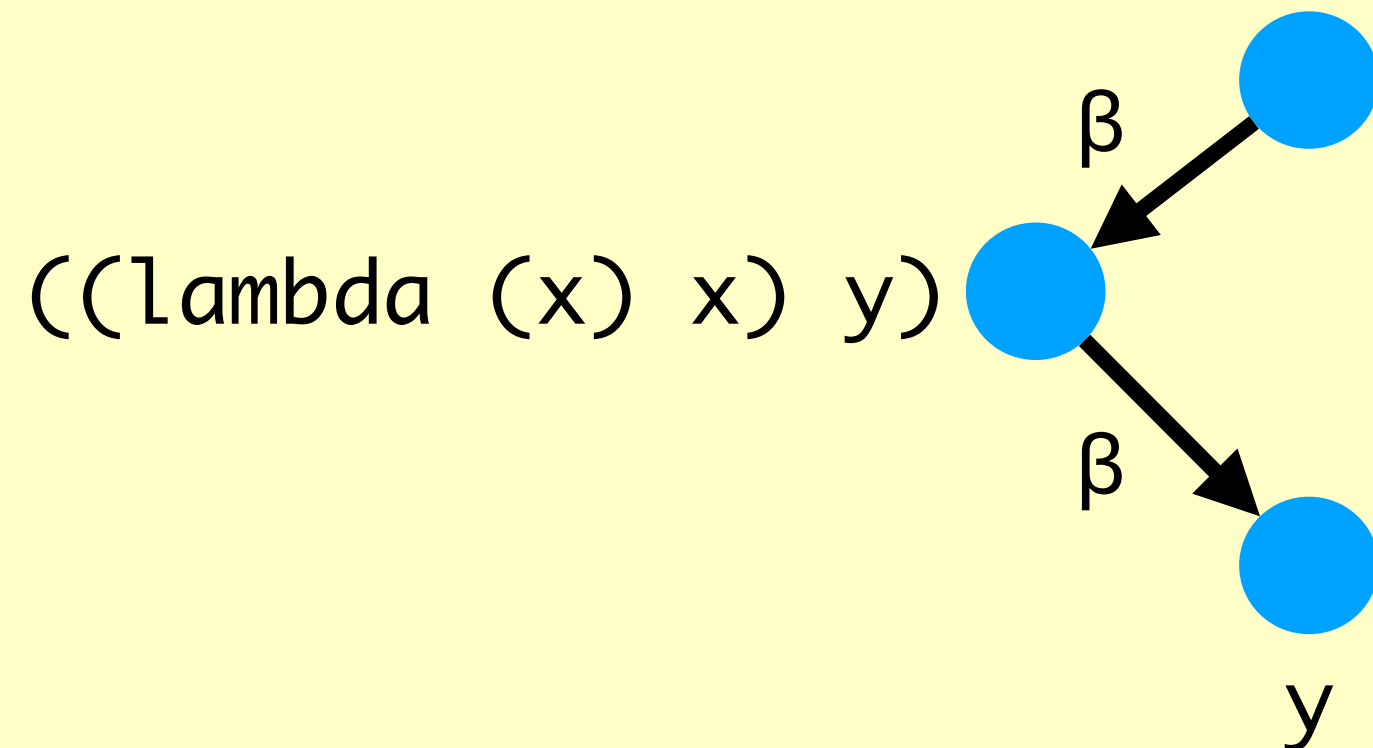 β
((lambda (x) x) y)
β
y